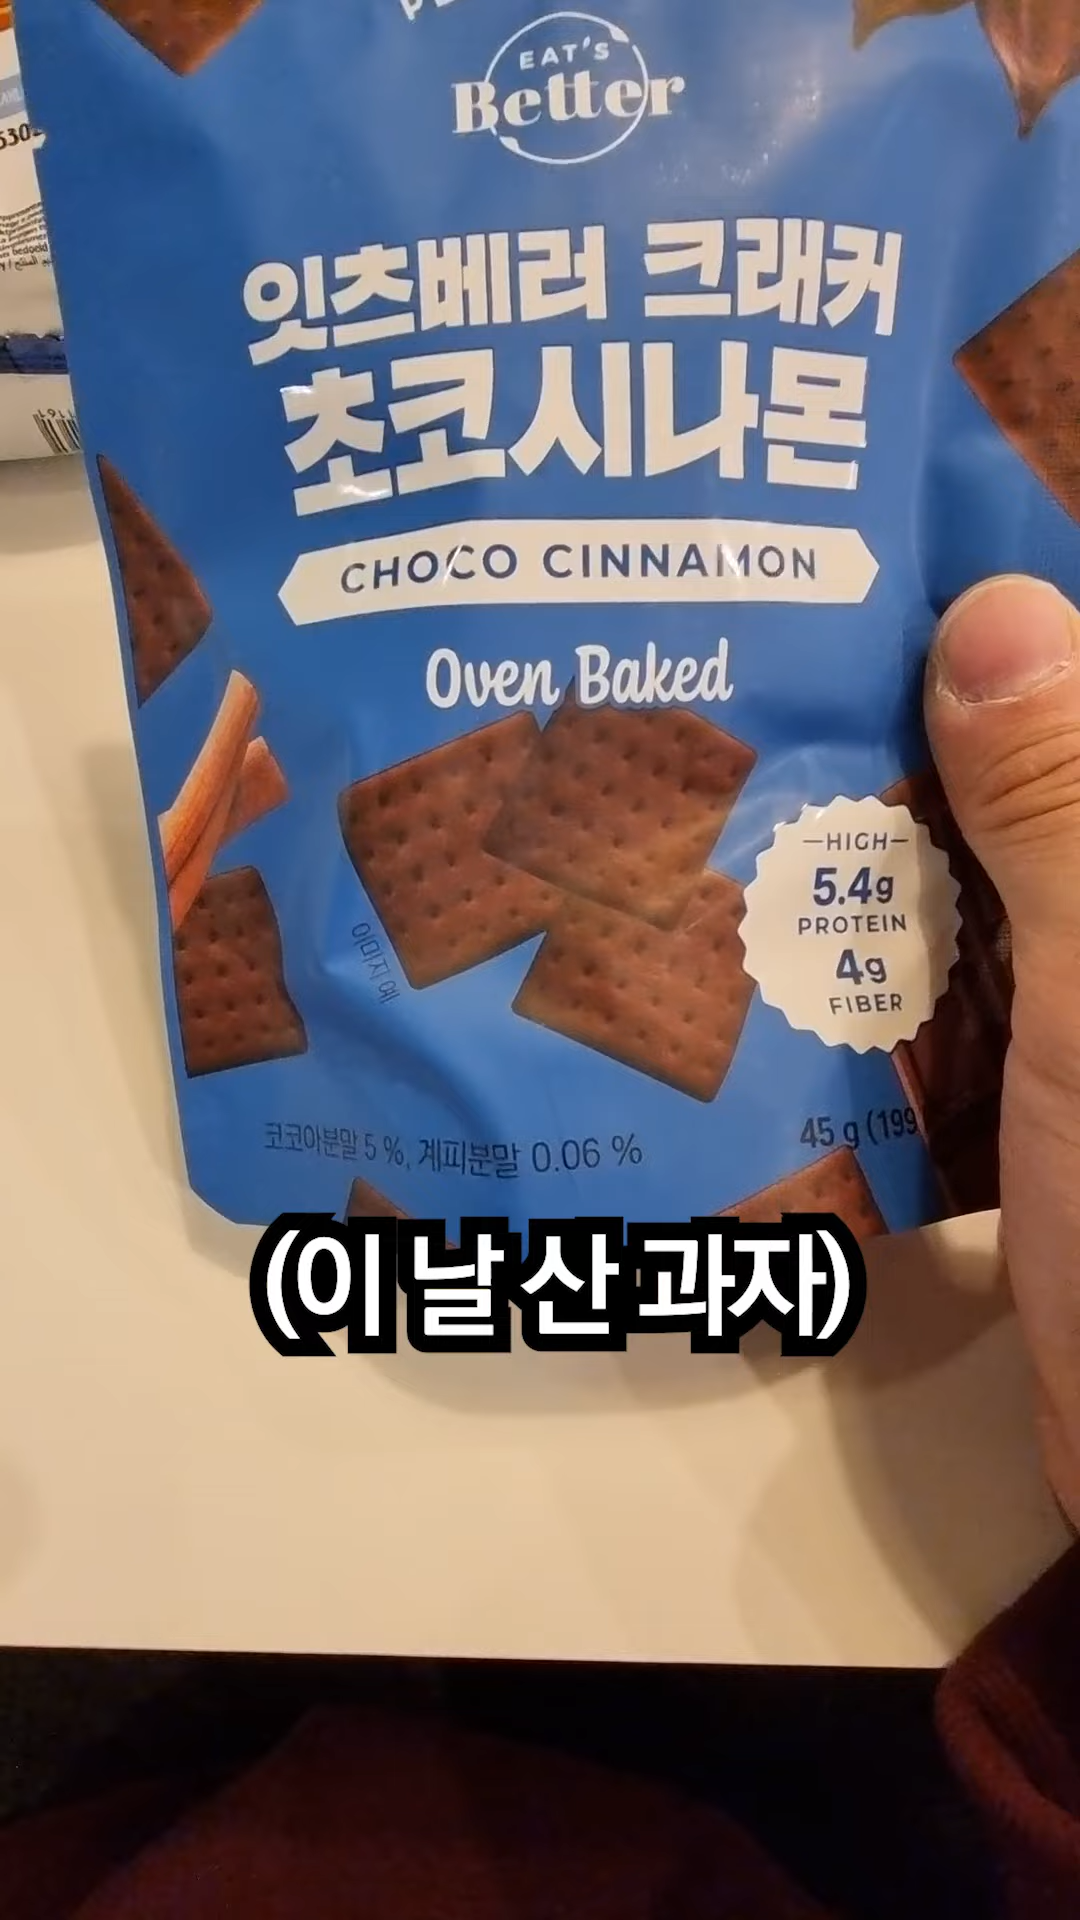 EAT'S
Better
잇츠베러 크래커
초코시나몬
CHOCO CINNAMON
Oven Baked
HIGH
5.4g
PROTEIN
4g
FIBER
이미지 예
코코아분말 5 %, 계피분말 0.06 %
45 g (199
(이 날 산 과자)